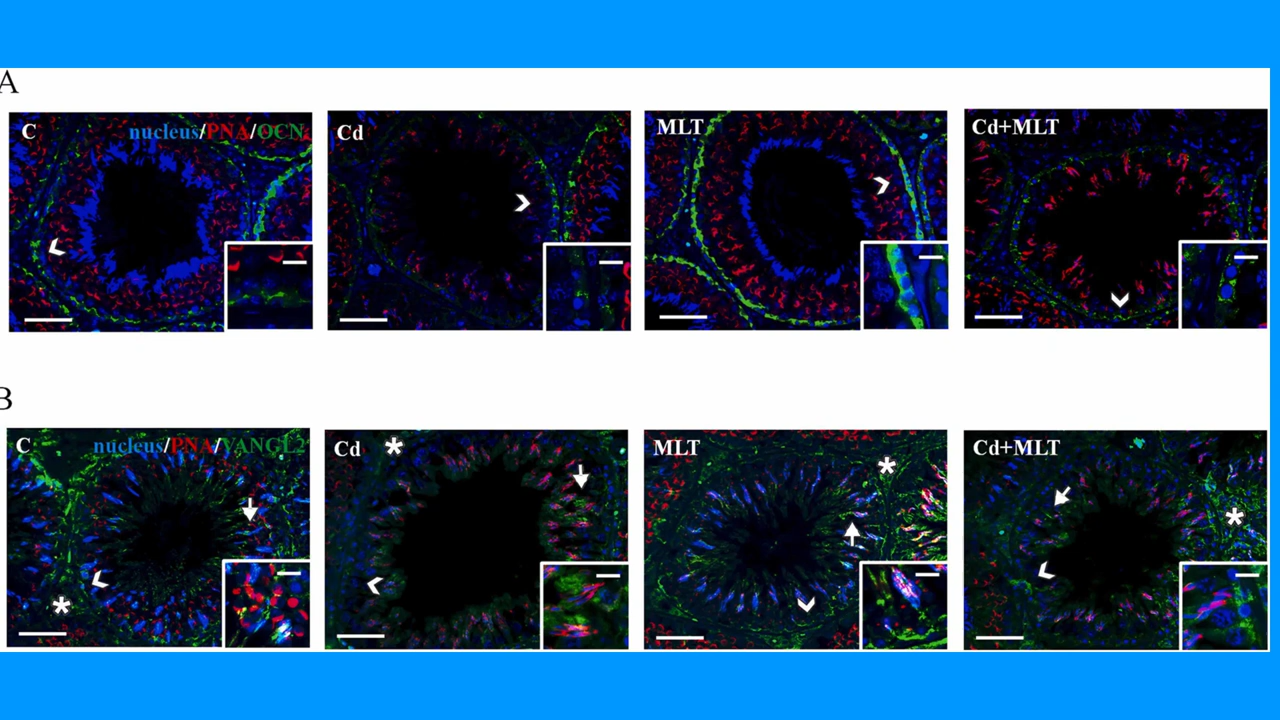 A
C nucleus/PNA/OCN
Cd
MLT
Cd+MLT
B
C nucleus/PNA/VANGL2
Cd
MLT
Cd+MLT